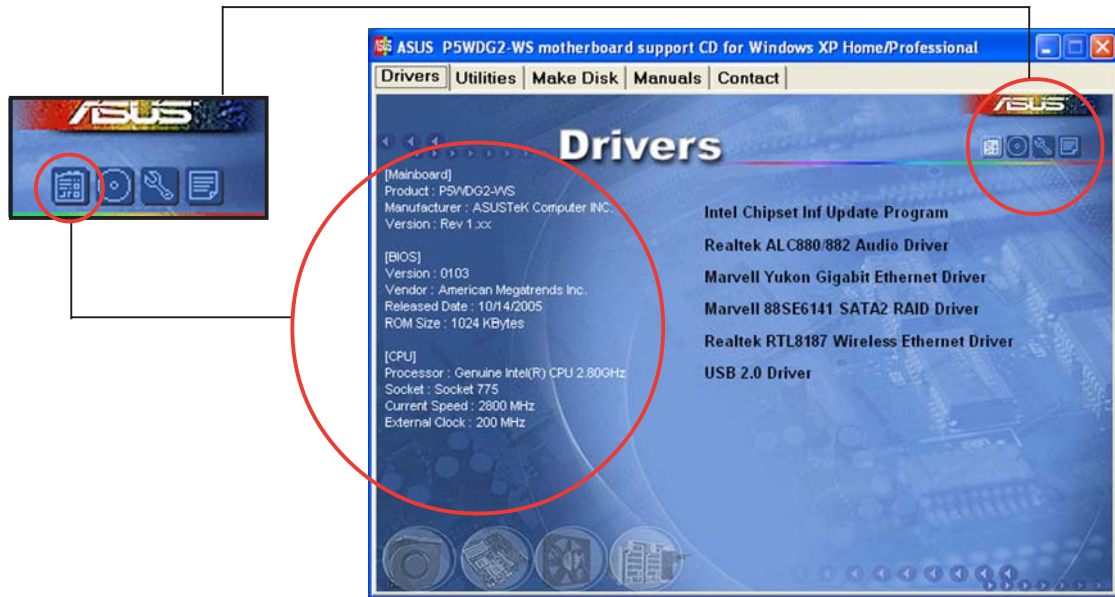 ASUS
ASUS P5WDG2-WS motherboard support CD for Windows XP Home/Professional
Drivers Utilities Make Disk Manuals Contact
ASUS
Drivers
[Mainboard]
Product : P5WDG2-WS
Manufacturer : ASUSTeK Computer INC.
Version : Rev 1.xx
[BIOS]
Version : 0103
Vendor : American Megatrends Inc.
Released Date : 10/14/2005
ROM Size : 1024 KBytes
[CPU]
Processor : Genuine Intel(R) CPU 2.80GHz
Socket : Socket 775
Current Speed : 2800 MHz
External Clock : 200 MHz
Intel Chipset Inf Update Program
Realtek ALC880/882 Audio Driver
Marvell Yukon Gigabit Ethernet Driver
Marvell 88SE6141 SATA2 RAID Driver
Realtek RTL8187 Wireless Ethernet Driver
USB 2.0 Driver